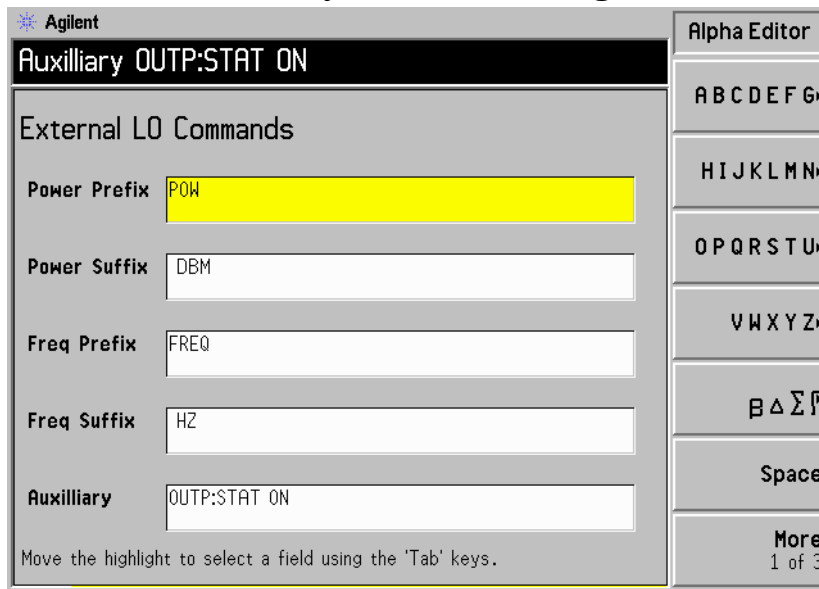 Agilent
Auxilliary OUTP:STAT ON
External LO Commands
Power Prefix POW
Power Suffix DBM
Freq Prefix FREQ
Freq Suffix HZ
Auxilliary OUTP:STAT ON
Move the highlight to select a field using the 'Tab' keys.
Alpha Editor
A B C D E F G
H I J K L M N
O P Q R S T U
V W X Y Z
Space
More
1 of 3